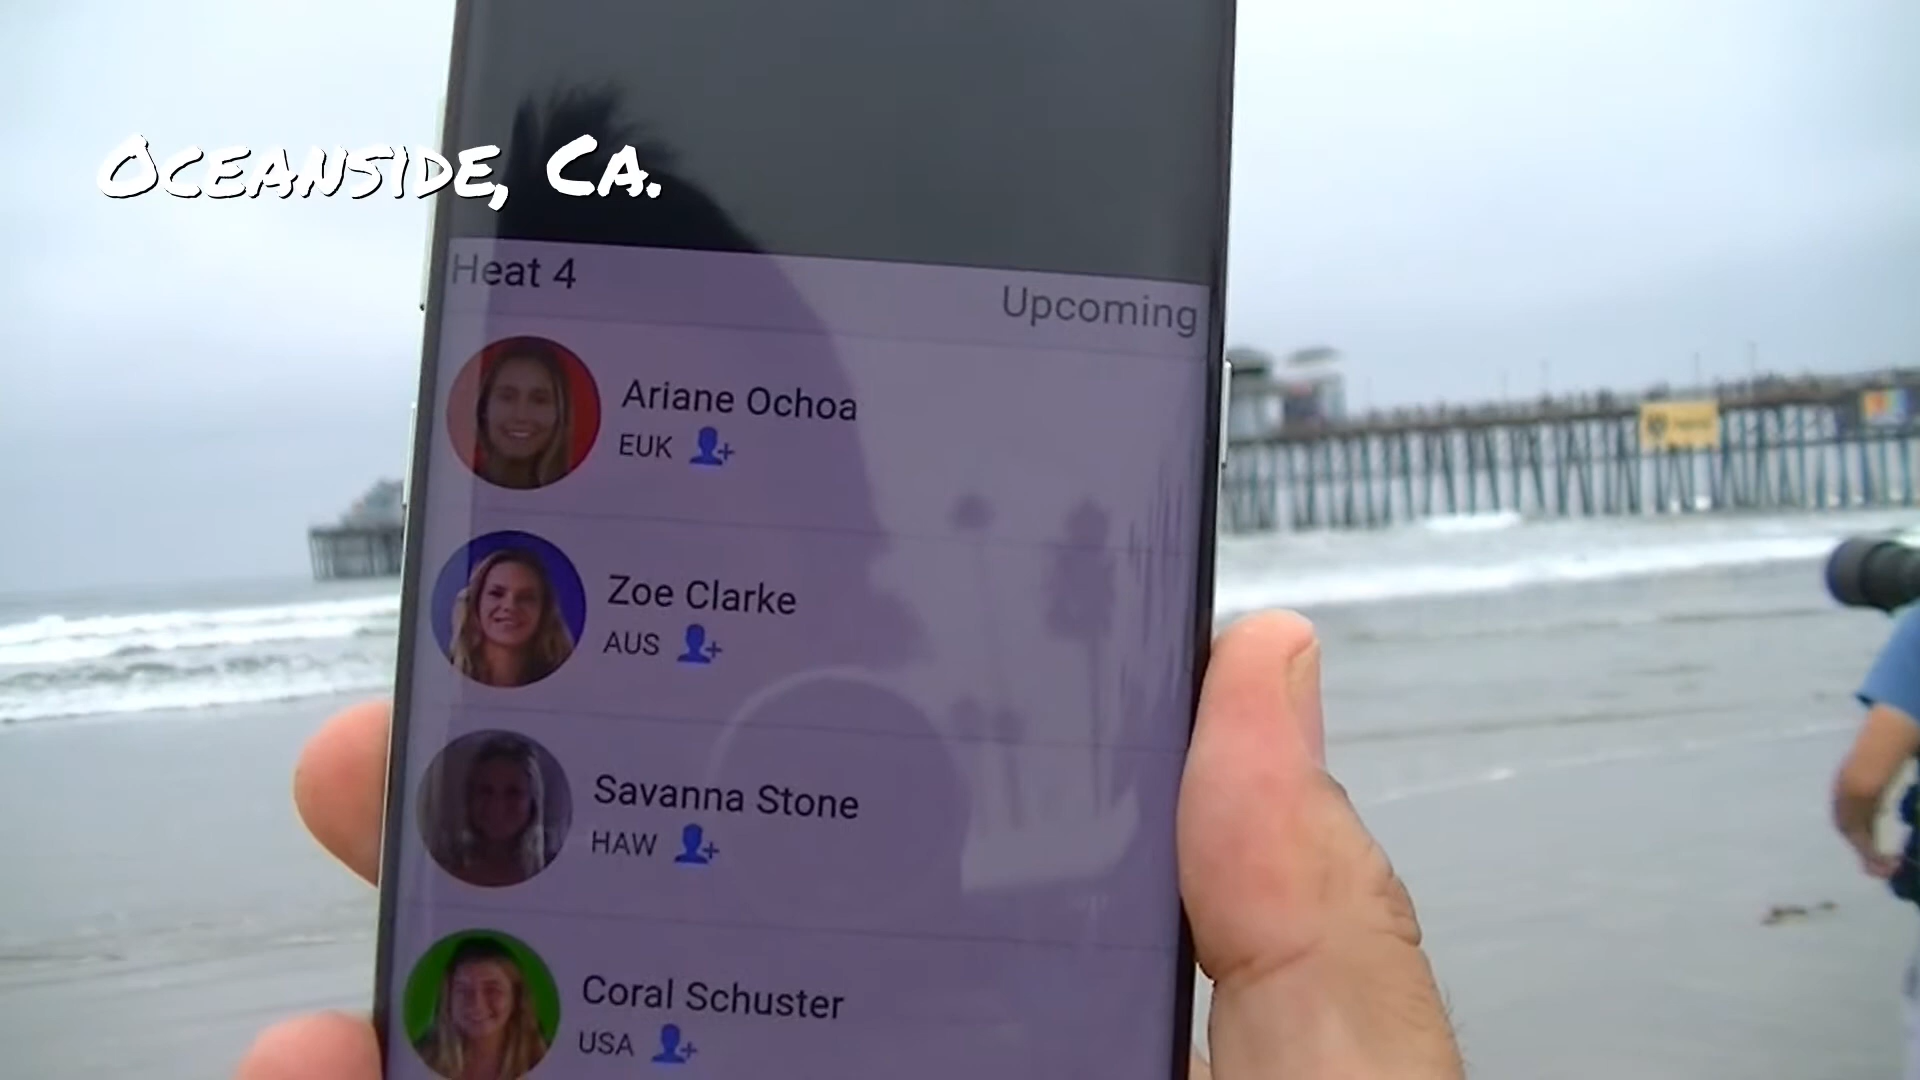 Oceanside, Ca.
Heat 4
Upcoming
Ariane Ochoa
EUK
Zoe Clarke
AUS
Savanna Stone
HAW
Coral Schuster
USA